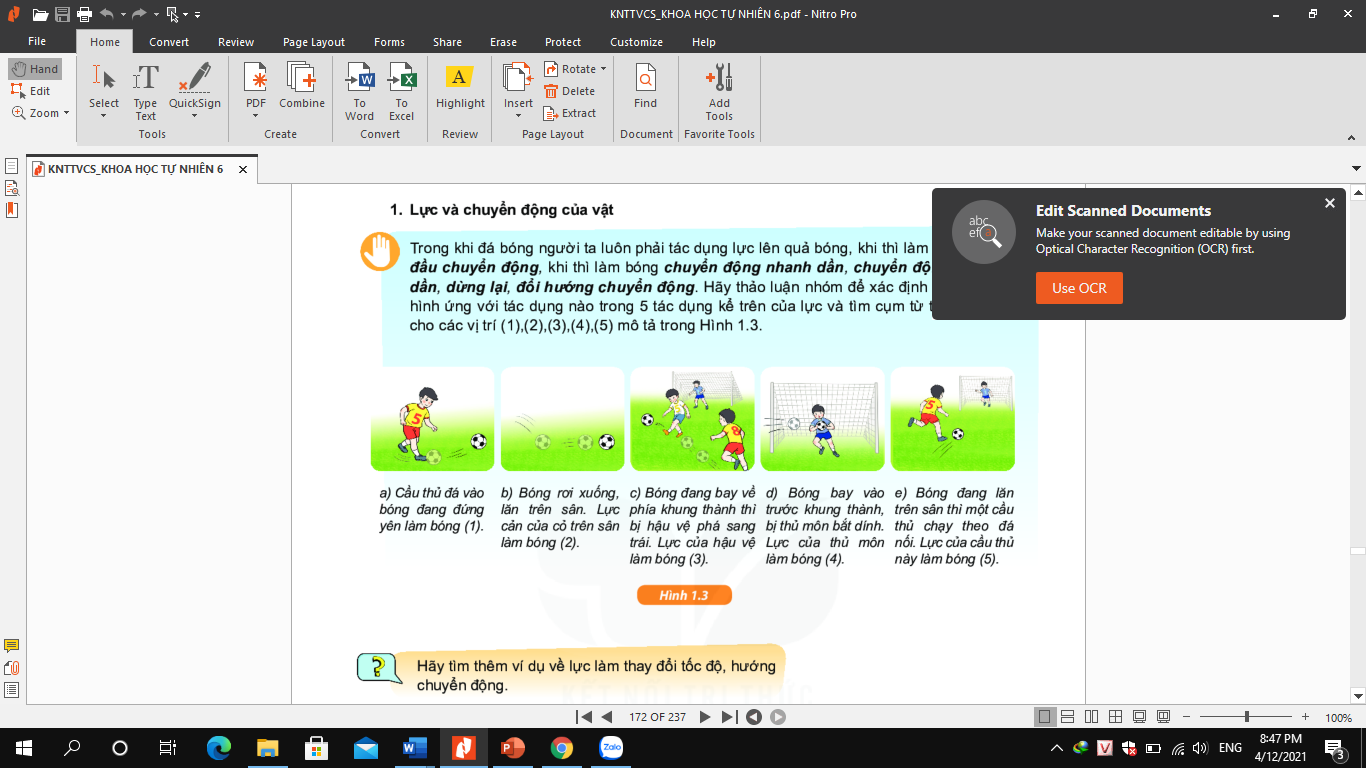 KNTTVCS_KHOA HỌC TỰ NHIÊN 6.pdf - Nitro Pro
File Home Convert Review Page Layout Forms Share Erase Protect Customize Help
Hand
Edit
Zoom
Select
Type Text
QuickSign
Tools
PDF
Combine
Create
To Word
To Excel
Convert
Highlight
Review
Insert
Rotate
Delete
Extract
Page Layout
Find
Document
Add Tools
Favorite Tools
KNTTVCS_KHOA HỌC TỰ NHIÊN 6
1. Lực và chuyển động của vật
Trong khi đá bóng người ta luôn phải tác dụng lực lên quả bóng, khi thì làm
đầu chuyển động, khi thì làm bóng chuyển động nhanh dần, chuyển độ
dần, dừng lại, đổi hướng chuyển động. Hãy thảo luận nhóm để xác định
hình ứng với tác dụng nào trong 5 tác dụng kể trên của lực và tìm cụm từ t
cho các vị trí (1),(2),(3),(4),(5) mô tả trong Hình 1.3.
abc
efa
Edit Scanned Documents
Make your scanned document editable by using
Optical Character Recognition (OCR) first.
Use OCR
5
8
5
a) Cầu thủ đá vào
bóng đang đứng
yên làm bóng (1).
b) Bóng rơi xuống,
lăn trên sân. Lực
cản của cỏ trên sân
làm bóng (2).
c) Bóng đang bay về
phía khung thành thì
bị hậu vệ phá sang
trái. Lực của hậu vệ
làm bóng (3).
d) Bóng bay vào
trước khung thành,
bị thủ môn bắt dính.
Lực của thủ môn
làm bóng (4).
e) Bóng đang lăn
trên sân thì một cầu
thủ chạy theo đá
nối. Lực của cầu thủ
này làm bóng (5).
Hình 1.3
?
Hãy tìm thêm ví dụ về lực làm thay đổi tốc độ, hướng
chuyển động.
KẾT NỐI TRI THỨC
172 OF 237
100%
Zalo
ENG
8:47 PM
4/12/2021
3